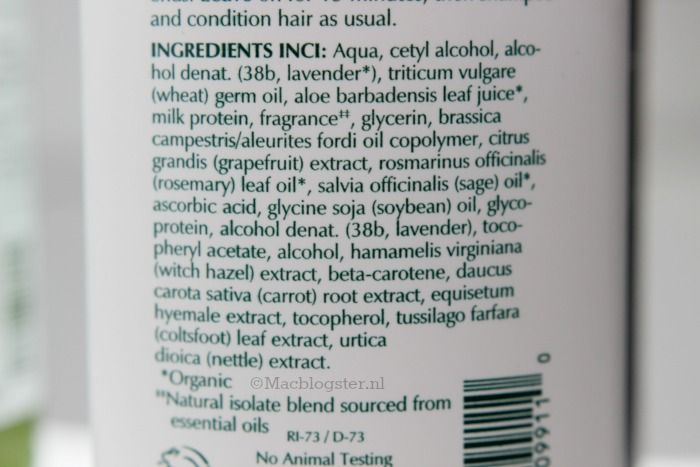 and condition hair as usual.
INGREDIENTS INCI: Aqua, cetyl alcohol, alco-
hol denat. (38b, lavender*), triticum vulgare
(wheat) germ oil, aloe barbadensis leaf juice*,
milk protein, fragrance‡‡, glycerin, brassica
campestris/aleurites fordi oil copolymer, citrus
grandis (grapefruit) extract, rosmarinus officinalis
(rosemary) leaf oil*, salvia officinalis (sage) oil*,
ascorbic acid, glycine soja (soybean) oil, glyco-
protein, alcohol denat. (38b, lavender), toco-
pheryl acetate, alcohol, hamamelis virginiana
(witch hazel) extract, beta-carotene, daucus
carota sativa (carrot) root extract, equisetum
hyemale extract, tocopherol, tussilago farfara
(coltsfoot) leaf extract, urtica
dioica (nettle) extract.
*Organic
©Macblogster.nl
‡‡Natural isolate blend sourced from
essential oils
RI-73 / D-73
No Animal Testing
09911 0